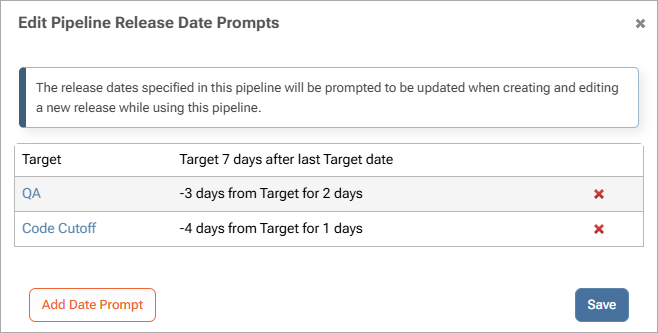 Edit Pipeline Release Date Prompts
The release dates specified in this pipeline will be prompted to be updated when creating and editing
a new release while using this pipeline.
Target Target 7 days after last Target date
QA -3 days from Target for 2 days
Code Cutoff -4 days from Target for 1 days
Add Date Prompt Save